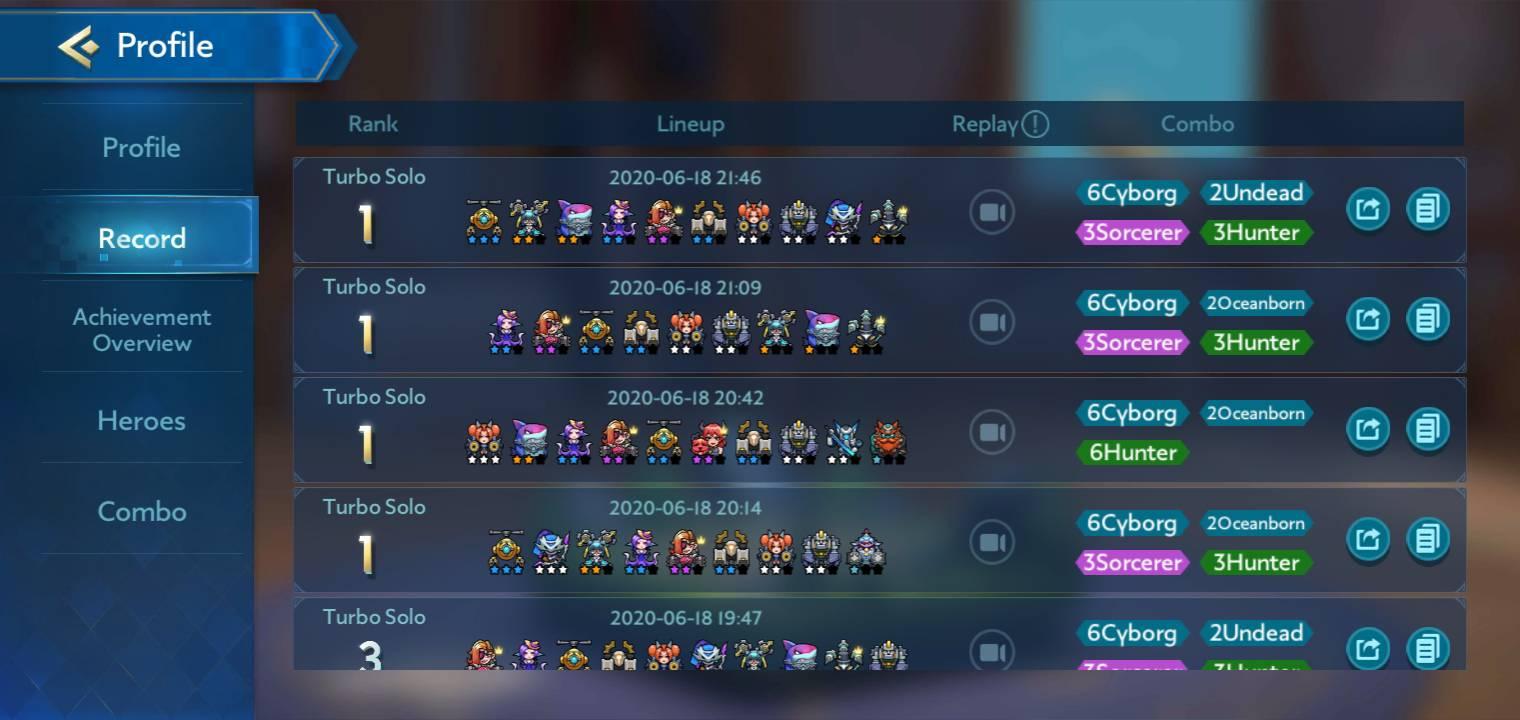 Profile
Profile
Record
Achievement
Overview
Heroes
Combo
Rank Lineup Replay Combo
Turbo Solo 2020-06-18 21:46
1
6Cyborg 2Undead
3Sorcerer 3Hunter
Turbo Solo 2020-06-18 21:09
1
6Cyborg 2Oceanborn
3Sorcerer 3Hunter
Turbo Solo 2020-06-18 20:42
1
6Cyborg 2Oceanborn
6Hunter
Turbo Solo 2020-06-18 20:14
1
6Cyborg 2Oceanborn
3Sorcerer 3Hunter
Turbo Solo 2020-06-18 19:47
3
6Cyborg 2Undead
3Sorcerer 3Hunter